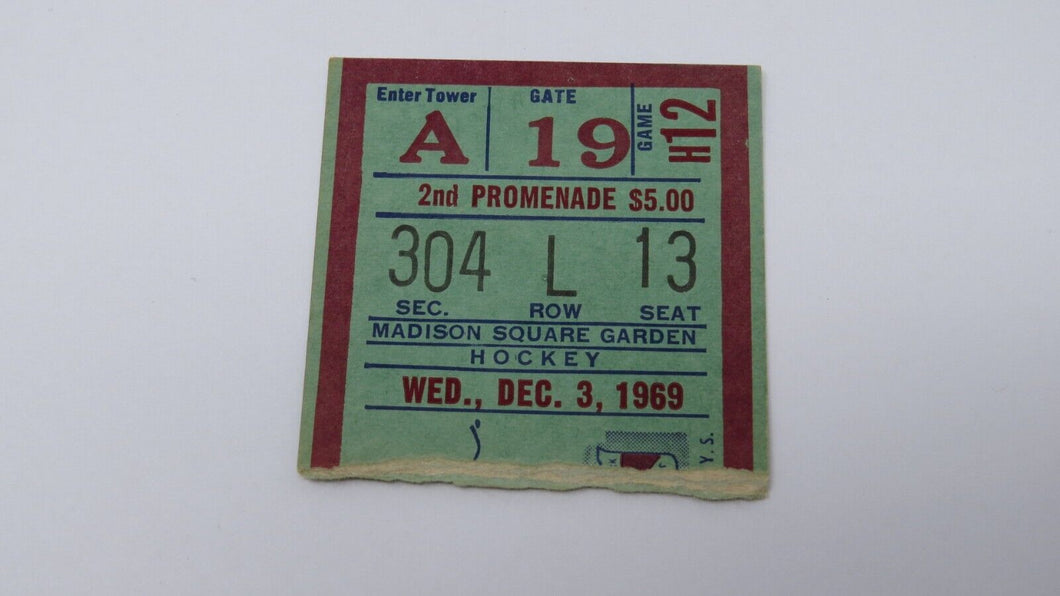 Enter Tower GATE GAME
A 19 H12
2nd PROMENADE $5.00
304 L 13
SEC. ROW SEAT
MADISON SQUARE GARDEN
HOCKEY
WED., DEC. 3, 1969
Y.S.